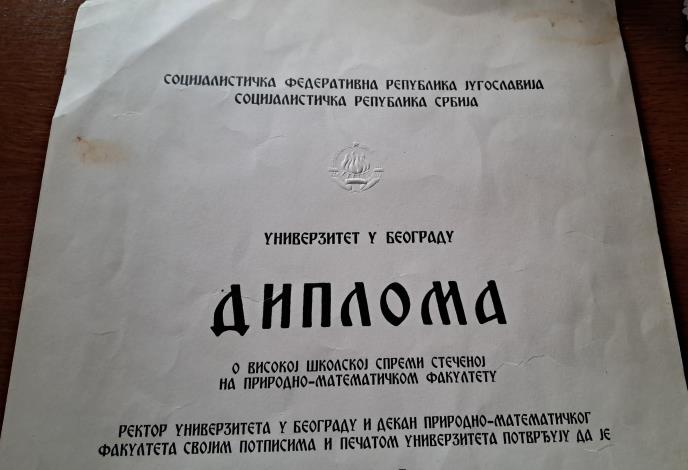 СОЦИЈАЛИСТИЧКА ФЕДЕРАТИВНА РЕПУБЛИКА ЈУГОСЛАВИЈА
СОЦИЈАЛИСТИЧКА РЕПУБЛИКА СРБИЈА
УНИВЕРЗИТЕТ У БЕОГРАДУ
ДИПЛОМА
О ВИСОКОЈ ШКОЛСКОЈ СПРЕМИ СТЕЧЕНОЈ
НА ПРИРОДНО-МАТЕМАТИЧКОМ ФАКУЛТЕТУ
РЕКТОР УНИВЕРЗИТЕТА У БЕОГРАДУ И ДЕКАН ПРИРОДНО-МАТЕМАТИЧКОГ
ФАКУЛТЕТА СВОЈИМ ПОТПИСИМА И ПЕЧАТОМ УНИВЕРЗИТЕТА ПОТВРЂУЈУ ДА ЈЕ